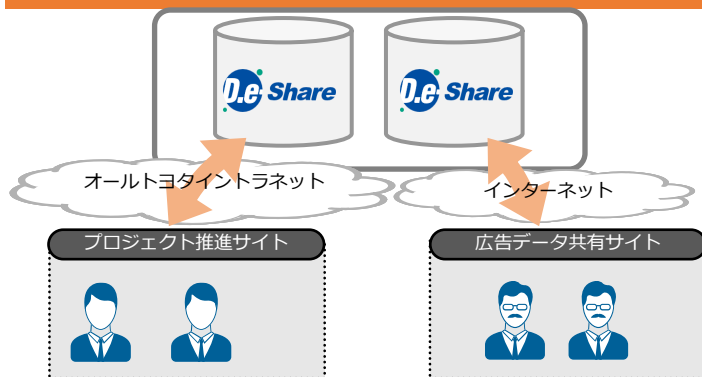 D.e Share
D.e Share
オールトヨタイントラネット
インターネット
プロジェクト推進サイト
広告データ共有サイト